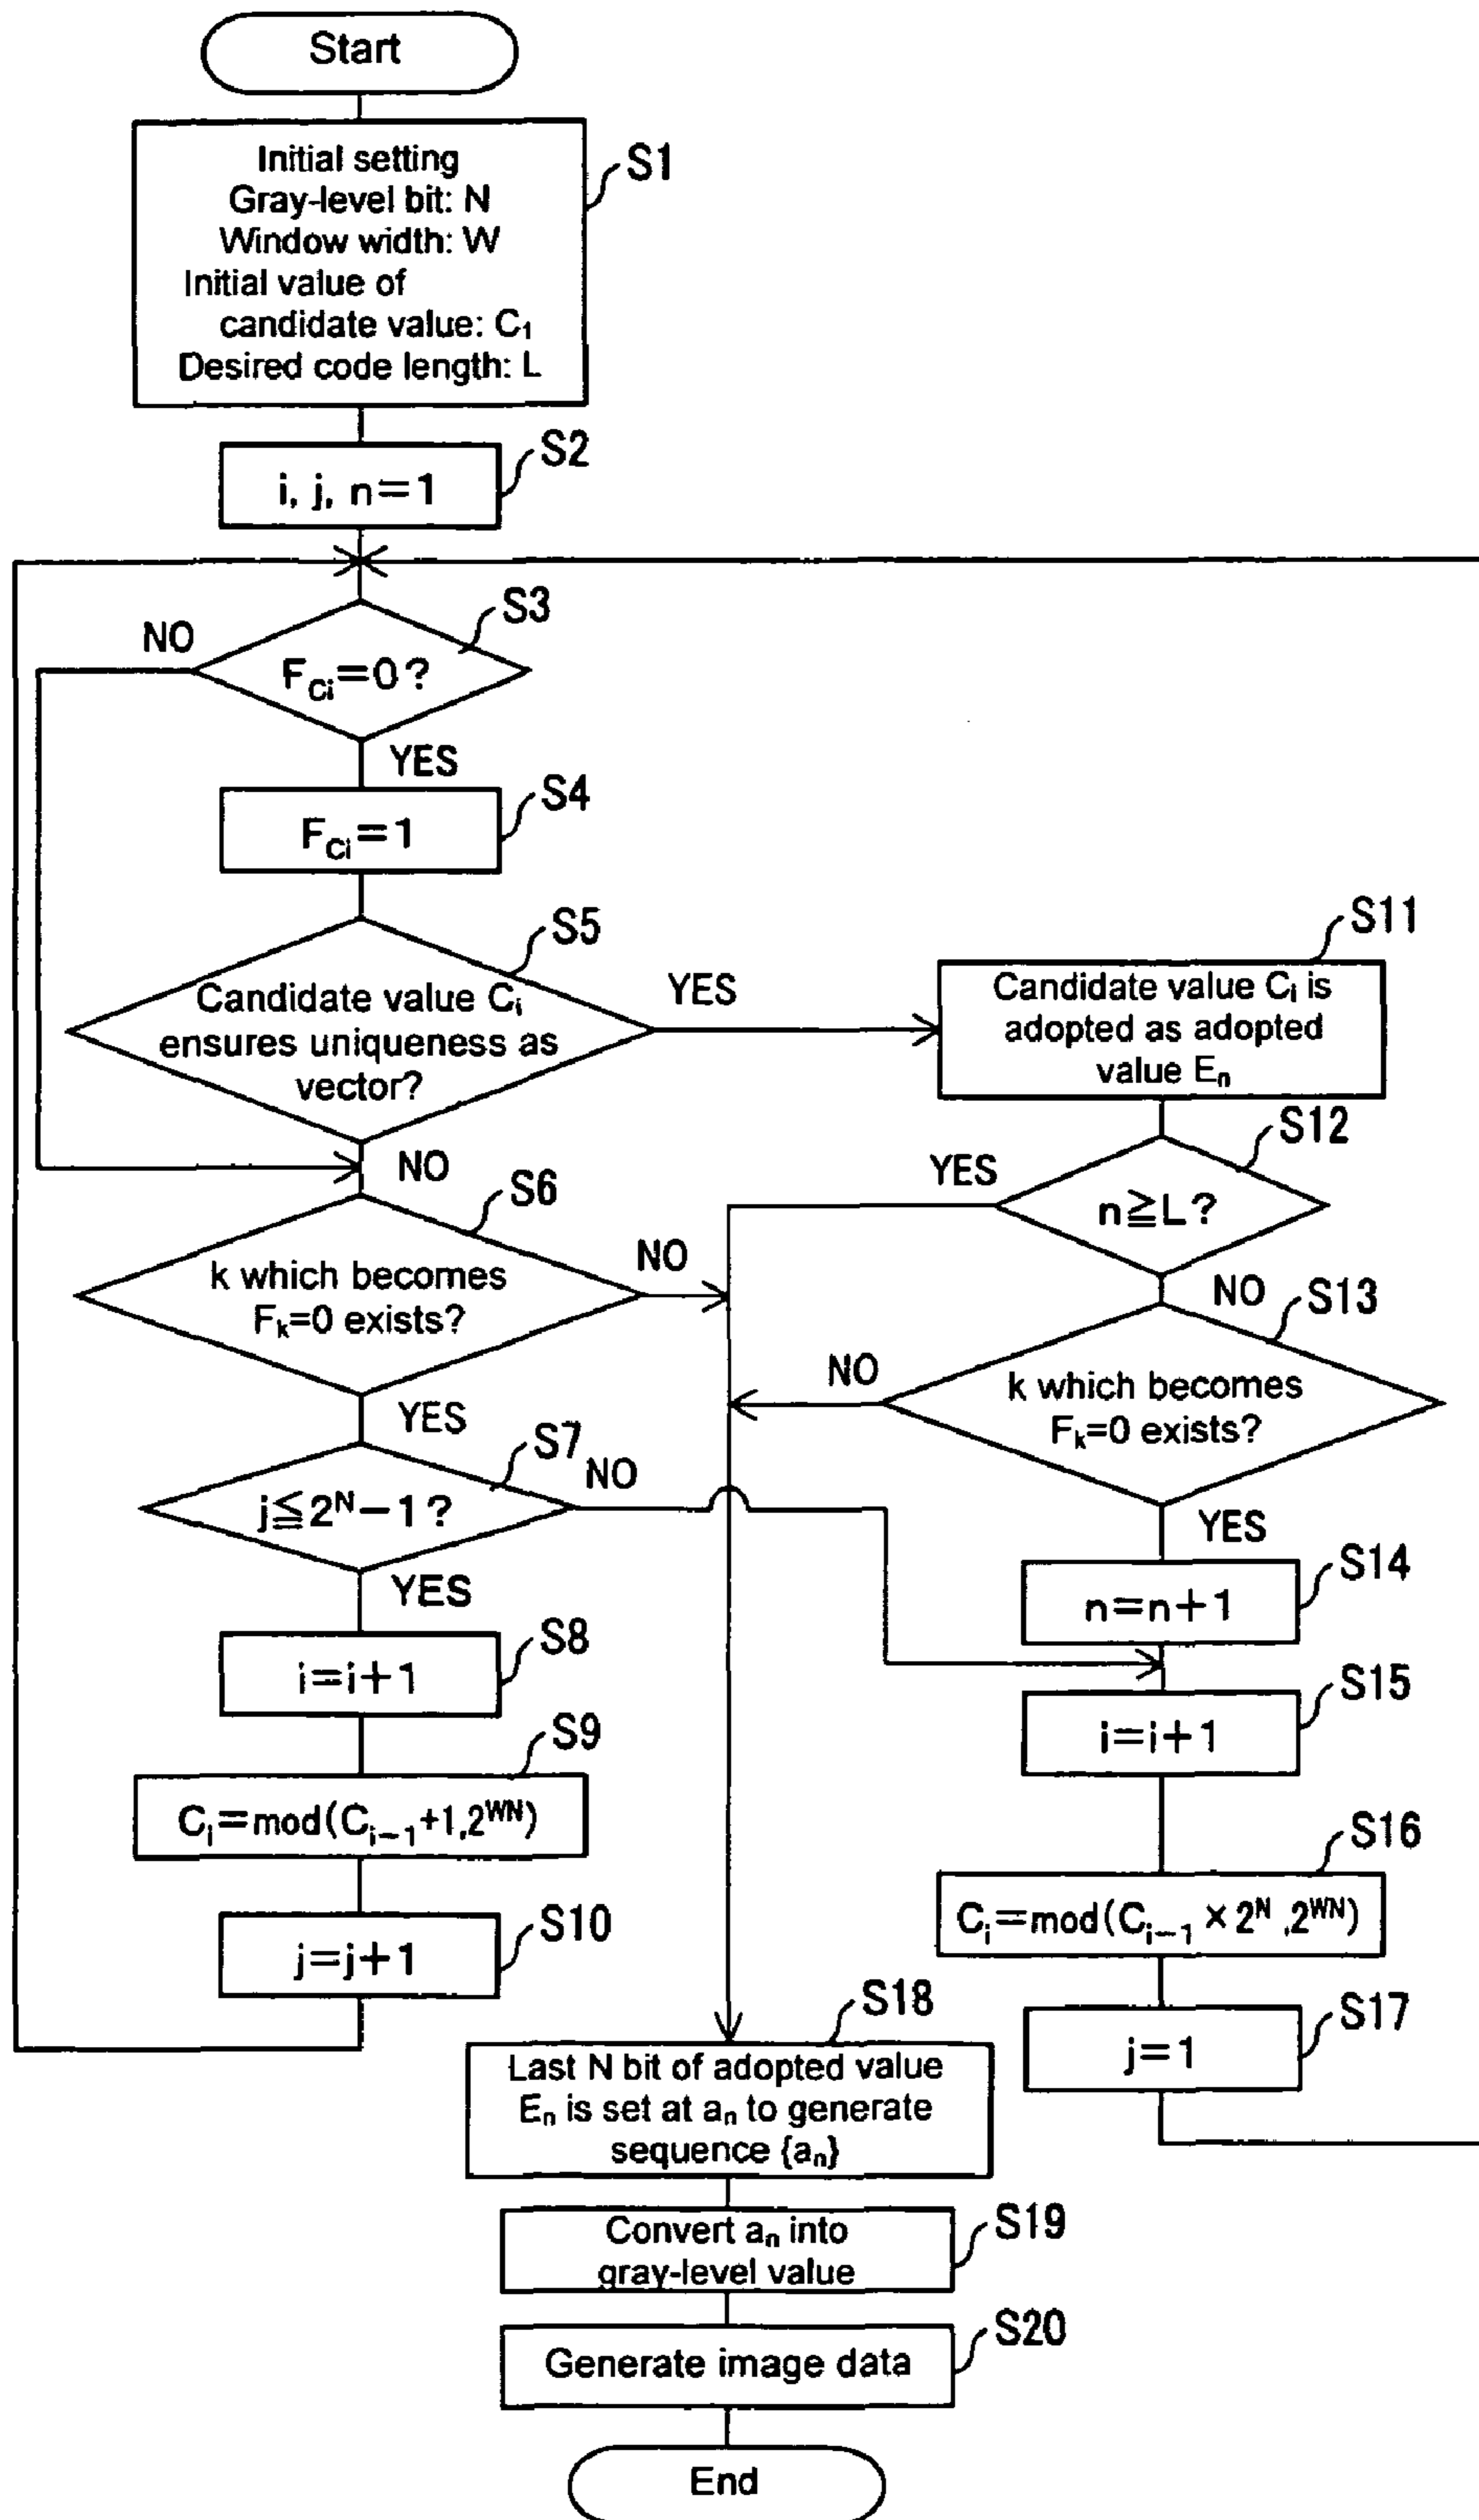 Start
Initial setting
Gray-level bit: N
Window width: W
Initial value of
candidate value: C₁
Desired code length: L
S1
i, j, n=1
S2
F_Ci=0?
S3
NO
YES
F_Ci=1
S4
Candidate value Cᵢ
ensures uniqueness as
vector?
S5
YES
NO
Candidate value Cᵢ is
adopted as adopted
value Eₙ
S11
n≧L?
S12
YES
NO
k which becomes
Fₖ=0 exists?
S6
NO
YES
k which becomes
Fₖ=0 exists?
S13
NO
YES
j≦2ᴺ−1?
S7
NO
YES
n=n+1
S14
i=i+1
S8
i=i+1
S15
Cᵢ=mod(Cᵢ₋₁+1,2ᵂᴺ)
S9
Cᵢ=mod(Cᵢ₋₁×2ᴺ,2ᵂᴺ)
S16
j=j+1
S10
j=1
S17
Last N bit of adopted value
Eₙ is set at aₙ to generate
sequence {aₙ}
S18
Convert aₙ into
gray-level value
S19
Generate image data
S20
End